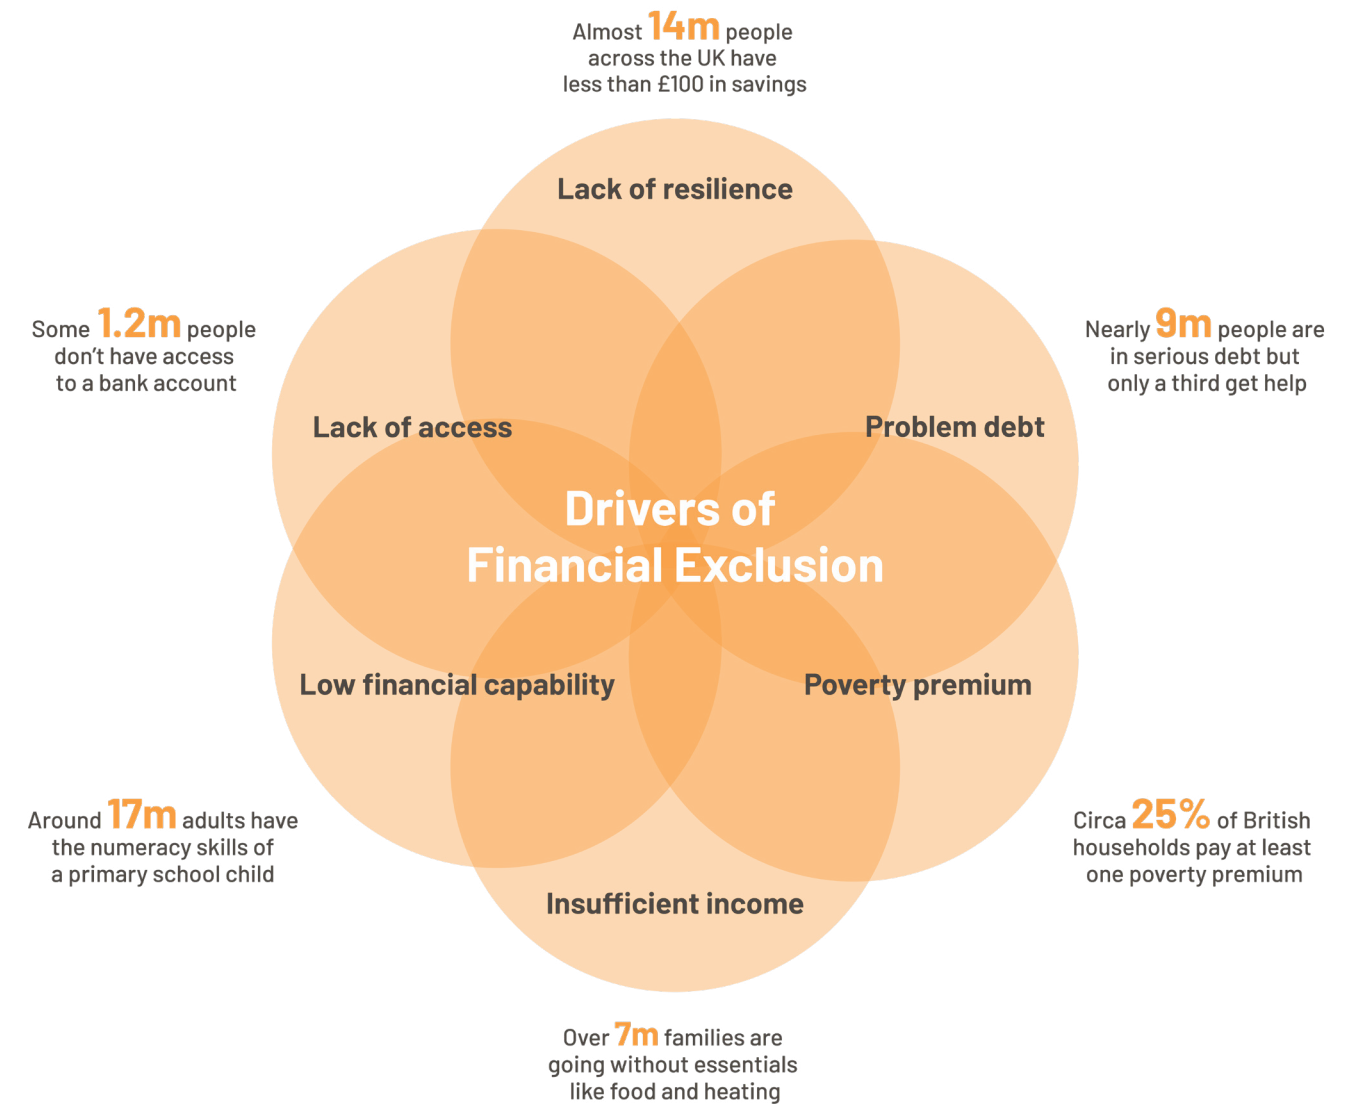 Almost 14m people
across the UK have
less than £100 in savings
Lack of resilience
Some 1.2m people
don't have access
to a bank account
Nearly 9m people are
in serious debt but
only a third get help
Lack of access
Problem debt
Drivers of
Financial Exclusion
Low financial capability
Poverty premium
Around 17m adults have
the numeracy skills of
a primary school child
Circa 25% of British
households pay at least
one poverty premium
Insufficient income
Over 7m families are
going without essentials
like food and heating